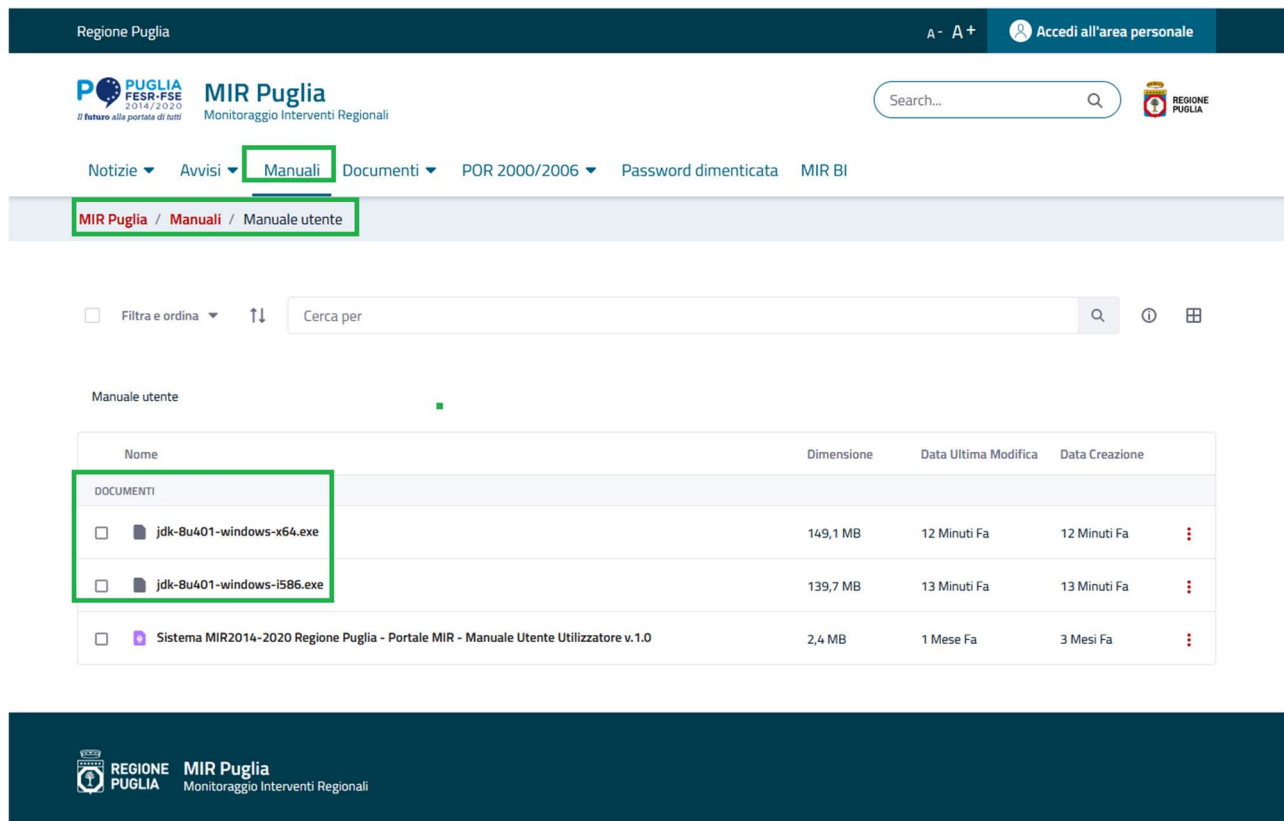 Regione Puglia
A- A+
Accedi all'area personale
PO PUGLIA
FESR-FSE
2014/2020
Il futuro alla portata di tutti
MIR Puglia
Monitoraggio Interventi Regionali
Search...
REGIONE
PUGLIA
Notizie Avvisi Manuali Documenti POR 2000/2006 Password dimenticata MIR BI
MIR Puglia / Manuali / Manuale utente
Filtra e ordina Cerca per
Manuale utente
Nome Dimensione Data Ultima Modifica Data Creazione
DOCUMENTI
jdk-8u401-windows-x64.exe 149,1 MB 12 Minuti Fa 12 Minuti Fa
jdk-8u401-windows-i586.exe 139,7 MB 13 Minuti Fa 13 Minuti Fa
Sistema MIR2014-2020 Regione Puglia - Portale MIR - Manuale Utente Utilizzatore v.1.0 2,4 MB 1 Mese Fa 3 Mesi Fa
REGIONE
PUGLIA
MIR Puglia
Monitoraggio Interventi Regionali